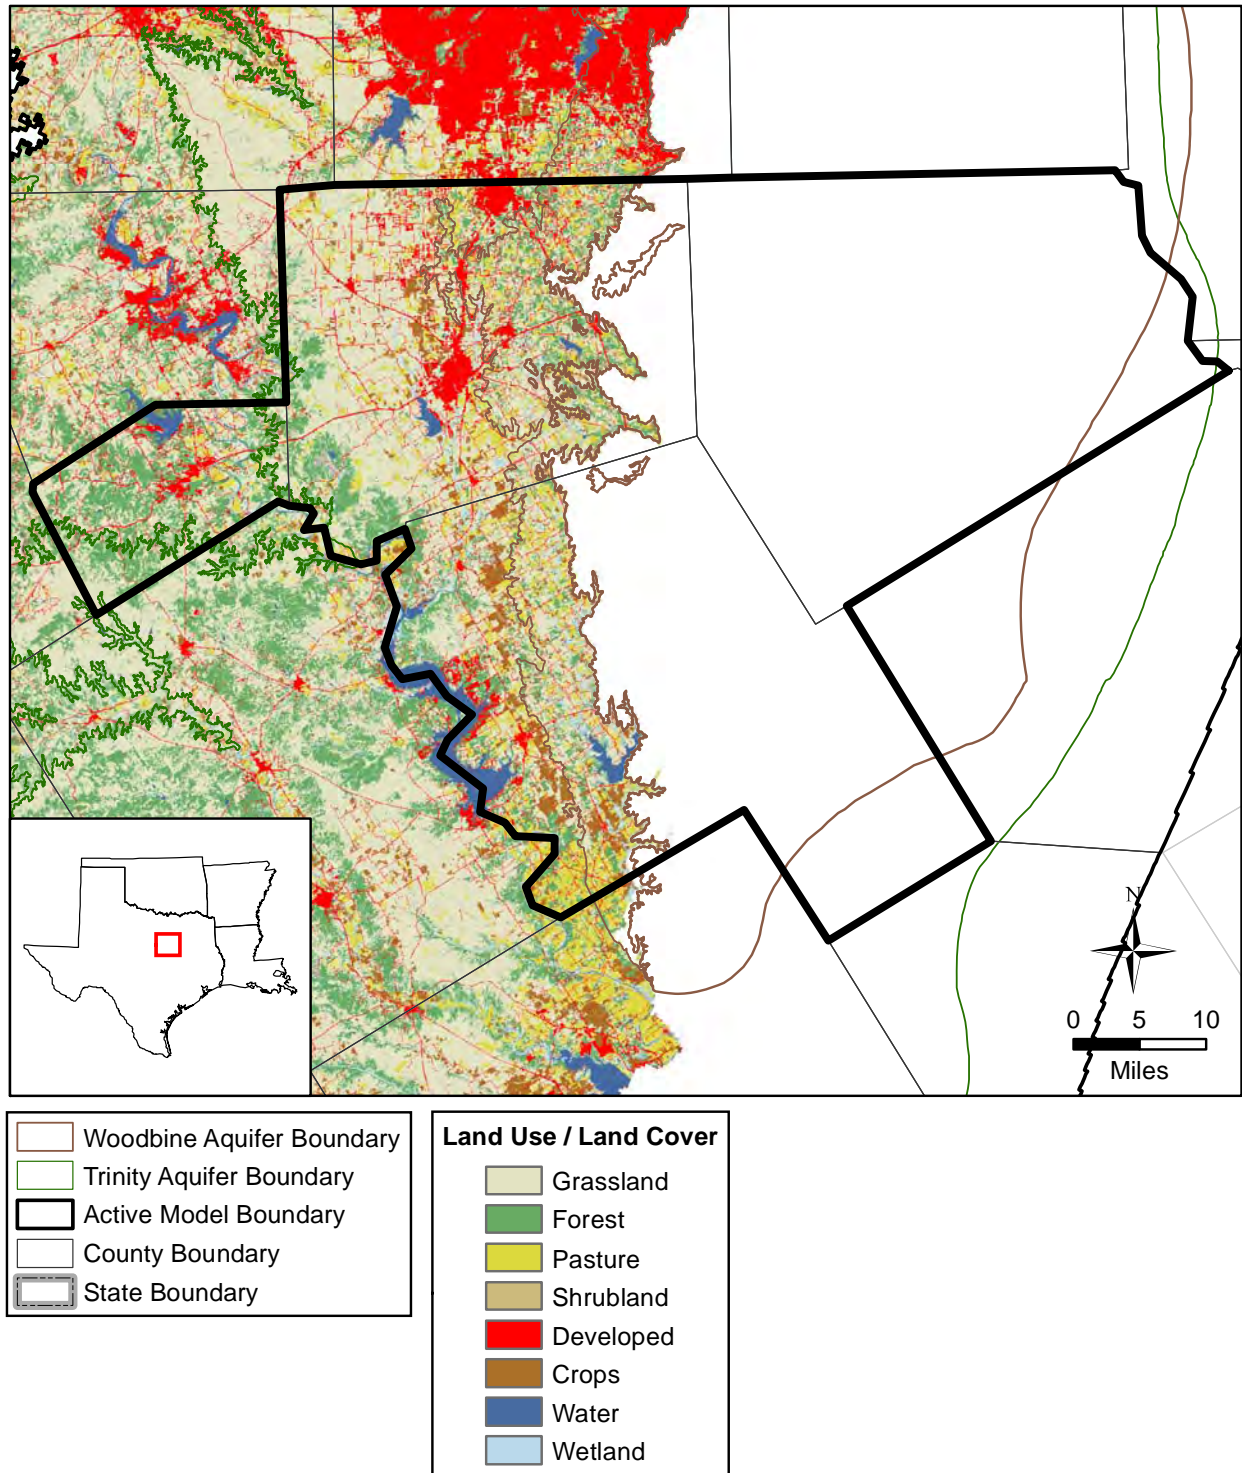 N
0 5 10
Miles
Woodbine Aquifer Boundary
Trinity Aquifer Boundary
Active Model Boundary
County Boundary
State Boundary
Land Use / Land Cover
Grassland
Forest
Pasture
Shrubland
Developed
Crops
Water
Wetland